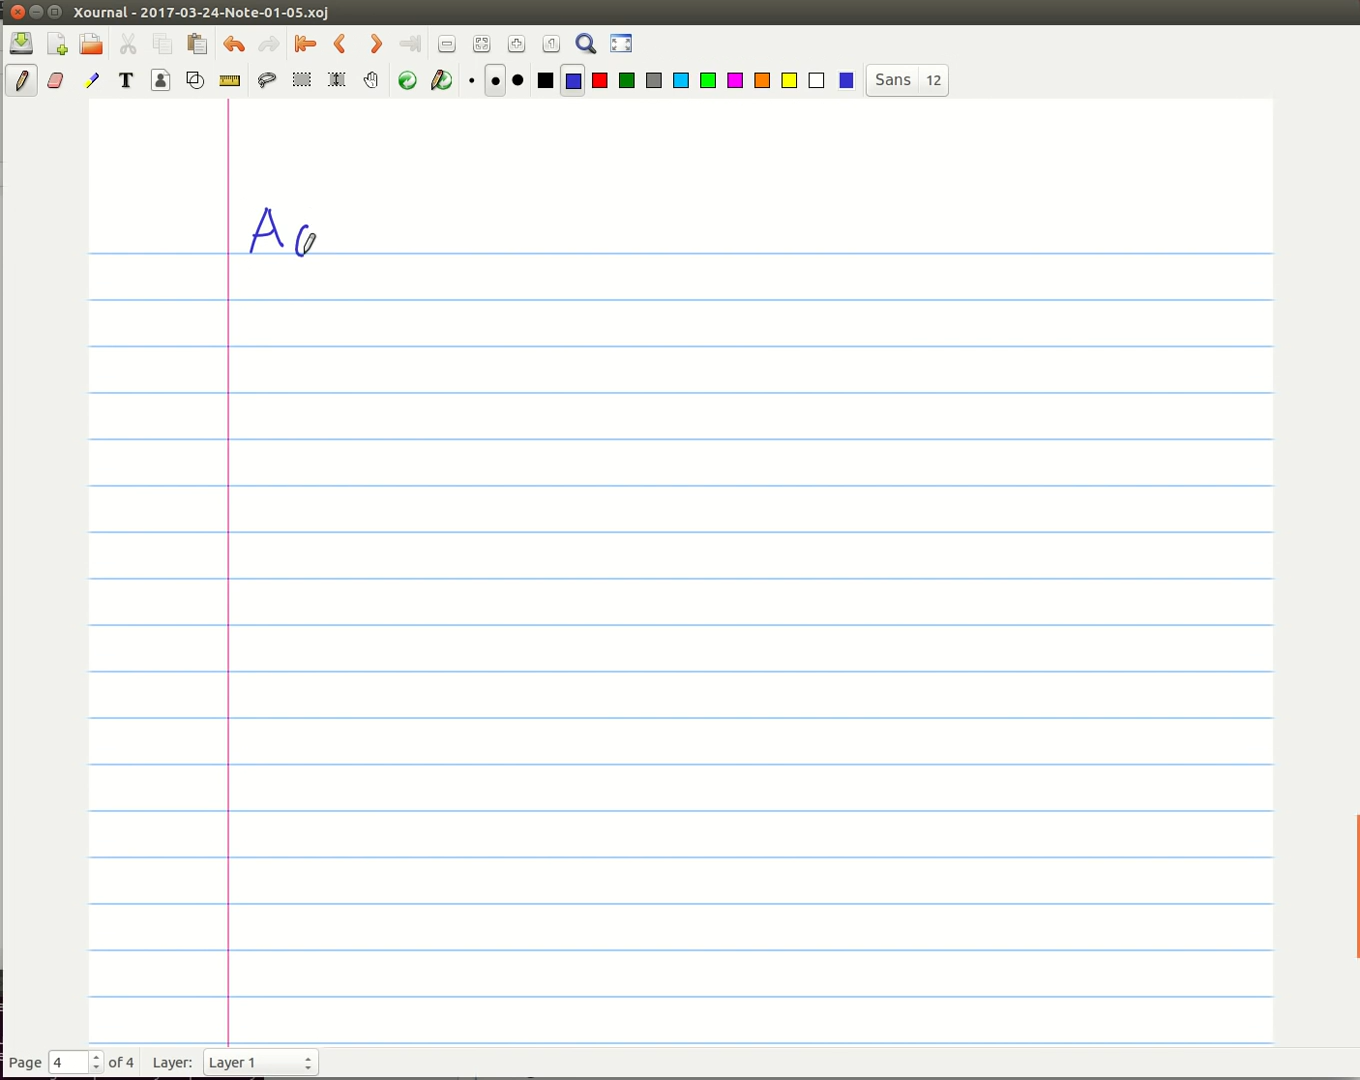 Xournal - 2017-03-24-Note-01-05.xoj
T Sans 12
A
Page 4 of 4 Layer: Layer 1